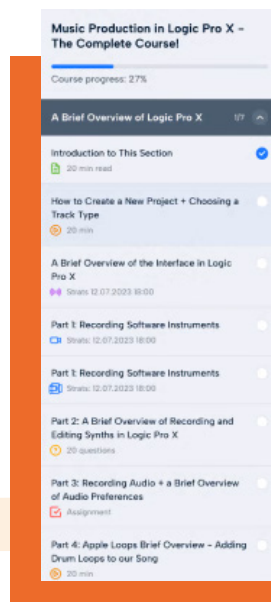 Music Production in Logic Pro X –
The Complete Course!
Course progress: 27%
A Brief Overview of Logic Pro X 1/7
Introduction to This Section
20 min read
How to Create a New Project + Choosing a
Track Type
20 min
A Brief Overview of the Interface in Logic
Pro X
Strats 12.07.2023 18:00
Part 1: Recording Software Instruments
Strats: 12.07.2023 18:00
Part 1: Recording Software Instruments
Strats: 12.07.2023 18:00
Part 2: A Brief Overview of Recording and
Editing Synths in Logic Pro X
20 questions
Part 3: Recording Audio + a Brief Overview
of Audio Preferences
Assignment
Part 4: Apple Loops Brief Overview – Adding
Drum Loops to our Song
20 min